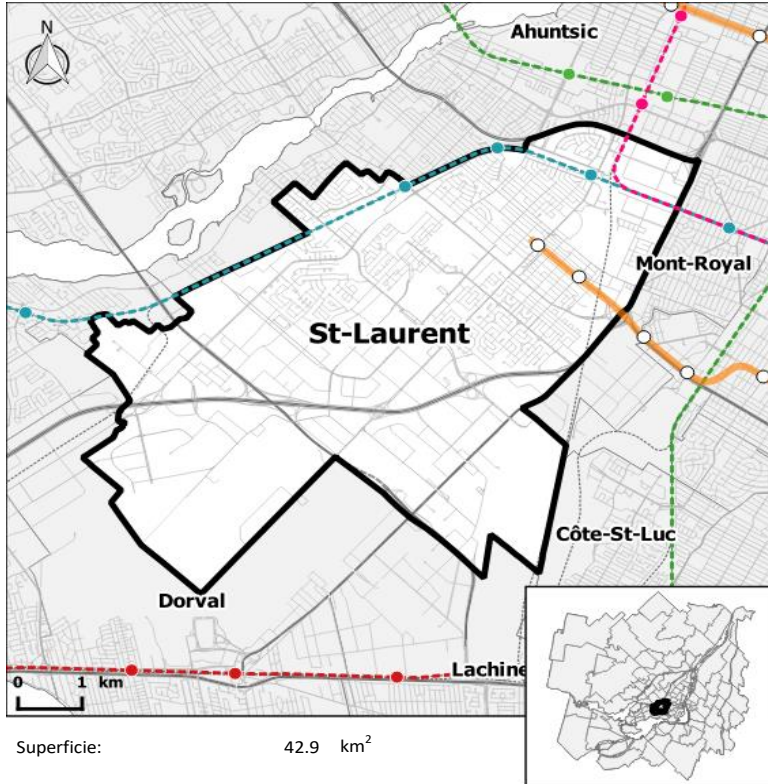 Ahuntsic
N
Mont-Royal
St-Laurent
Côte-St-Luc
Dorval
Lachine
0 1 km
Superficie: 42.9 km²